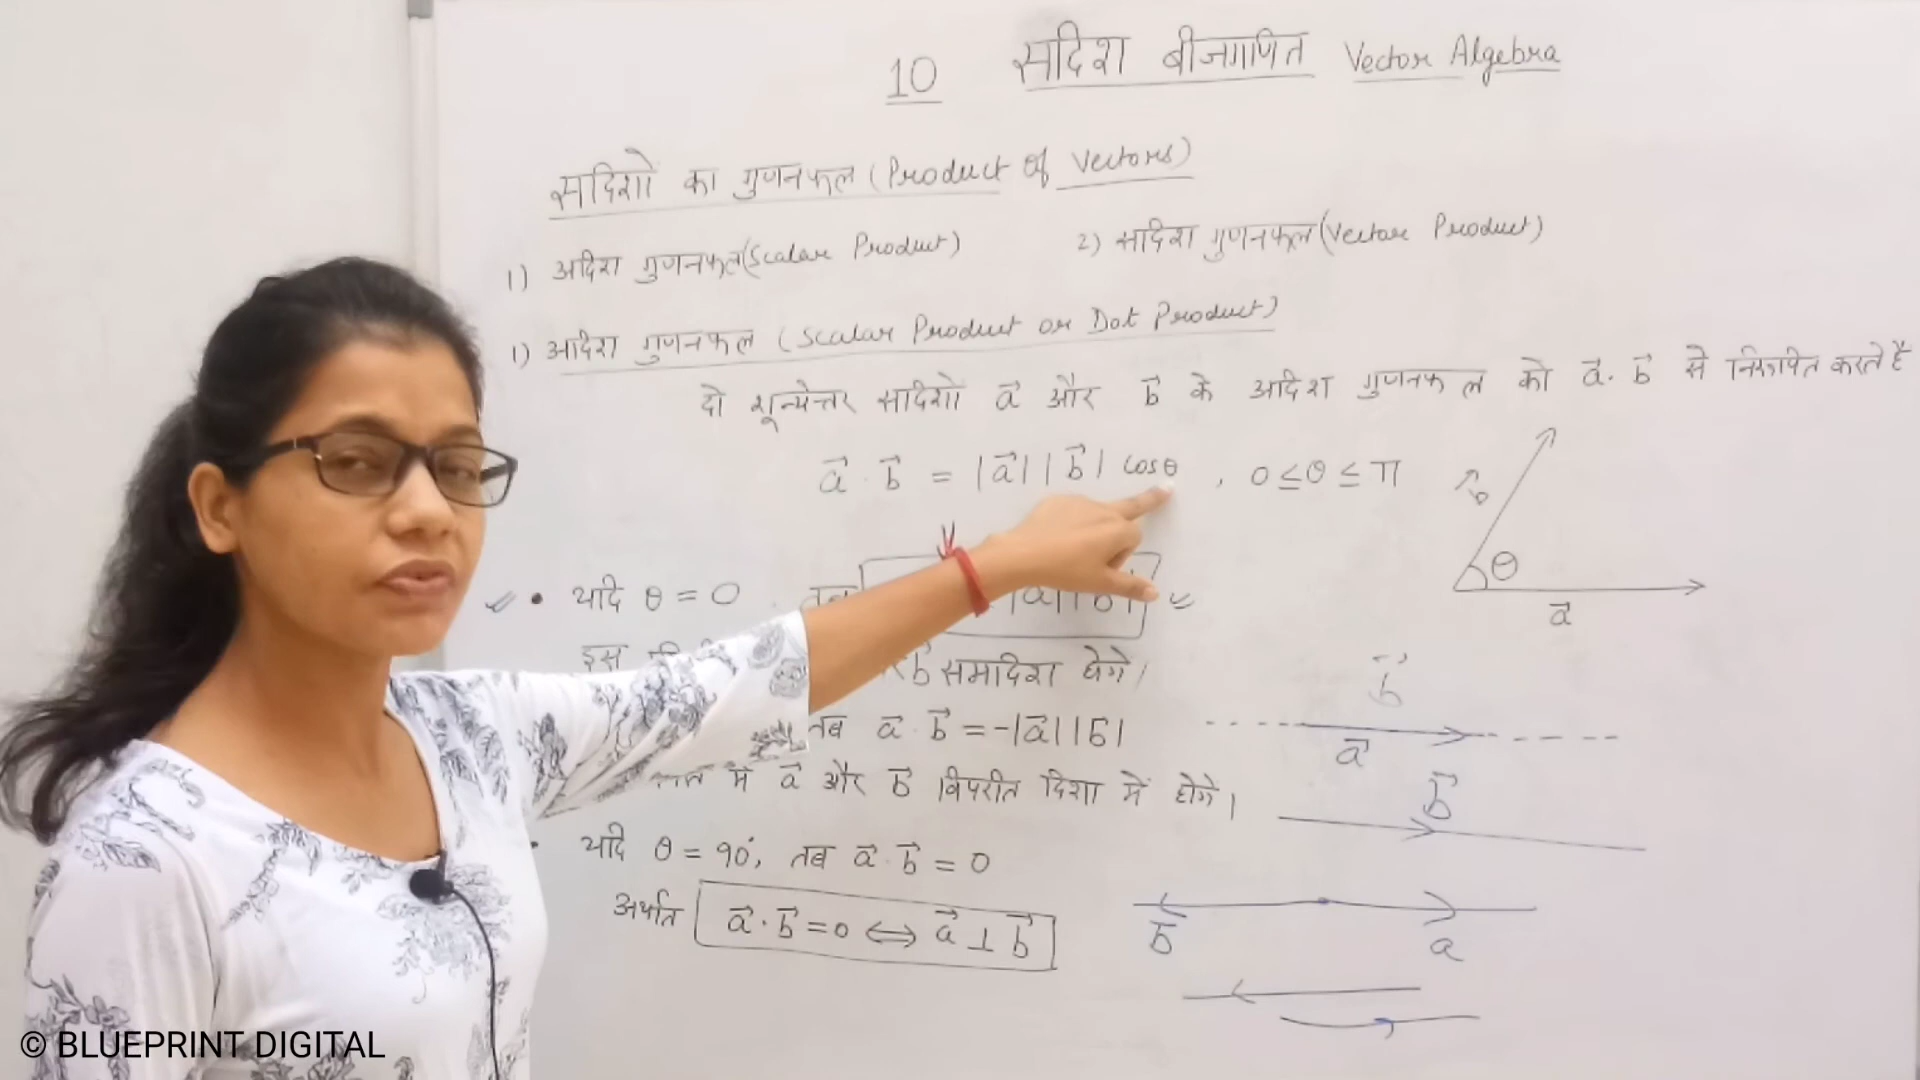 10 सदिश बीजगणित Vector Algebra
सदिशो का गुणनफल (Product of Vectors)
1) अदिश गुणनफल(Scalar Product) 2) सदिश गुणनफल(Vector Product)
1) अदिश गुणनफल (Scalar Product or Dot Product)
दो शून्येत्तर सदिशो a⃗ और b⃗ के अदिश गुणनफल को a⃗. b⃗ से निरूपित करते है
a⃗ . b⃗ = |a⃗| |b⃗| cosθ , 0 ≤ θ ≤ π
b⃗
θ
a⃗
• यदि θ = 0 तब |a⃗| |b⃗|
इस b⃗ समदिश होगे।
b⃗
तब a⃗ . b⃗ = -|a⃗| |b⃗|
a⃗
में a⃗ और b⃗ विपरीत दिशा में होगे।
b⃗
• यदि θ = 90°, तब a⃗ . b⃗ = 0
अर्थात a⃗ . b⃗ = 0 ⇔ a⃗ ⊥ b⃗
b⃗ a
© BLUEPRINT DIGITAL